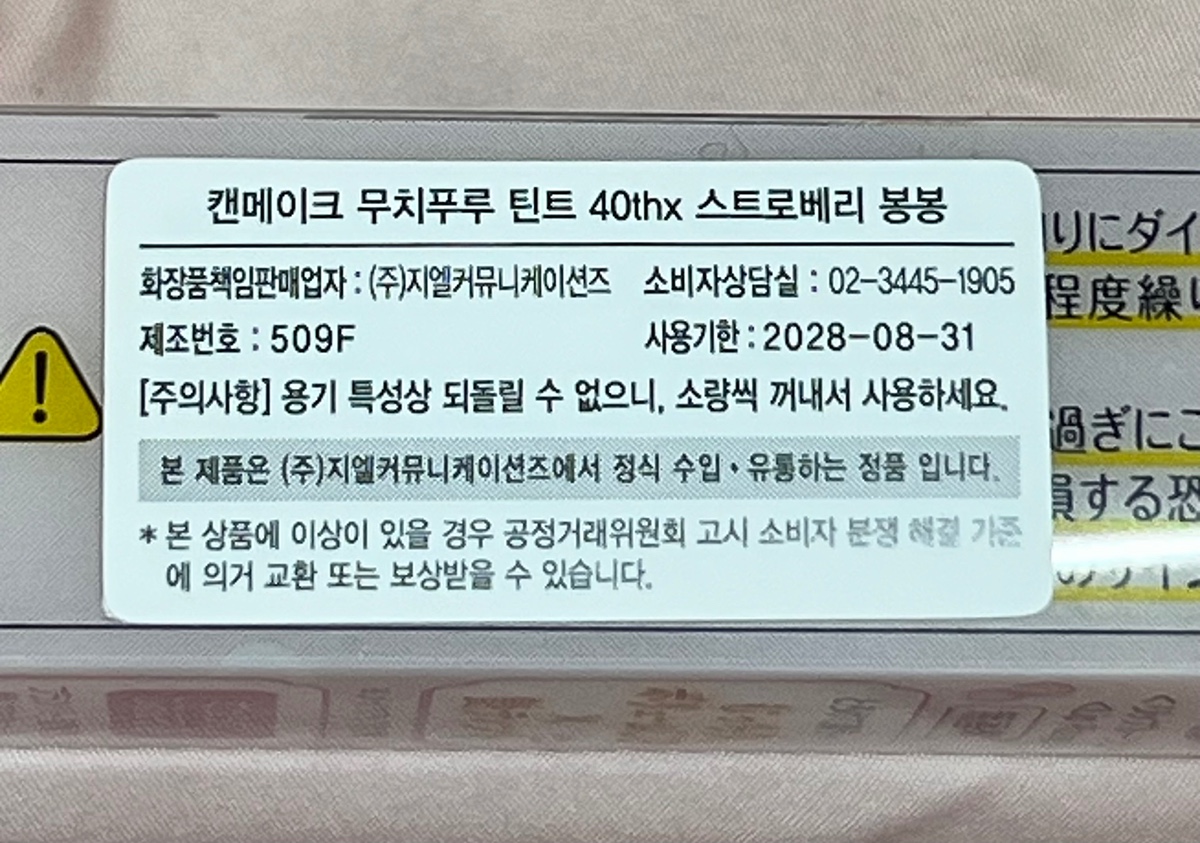 캔메이크 무치푸루 틴트 40thx 스트로베리 봉봉
화장품책임판매업자 : (주)지엘커뮤니케이션즈 소비자상담실 : 02-3445-1905
제조번호 : 509F 사용기한 : 2028-08-31
[주의사항] 용기 특성상 되돌릴 수 없으니, 소량씩 꺼내서 사용하세요.
본 제품은 (주)지엘커뮤니케이션즈에서 정식 수입•유통하는 정품 입니다.
* 본 상품에 이상이 있을 경우 공정거래위원회 고시 소비자 분쟁 해결 기준
에 의거 교환 또는 보상받을 수 있습니다.
りにダイ
程度繰り
過ぎにご
損する恐